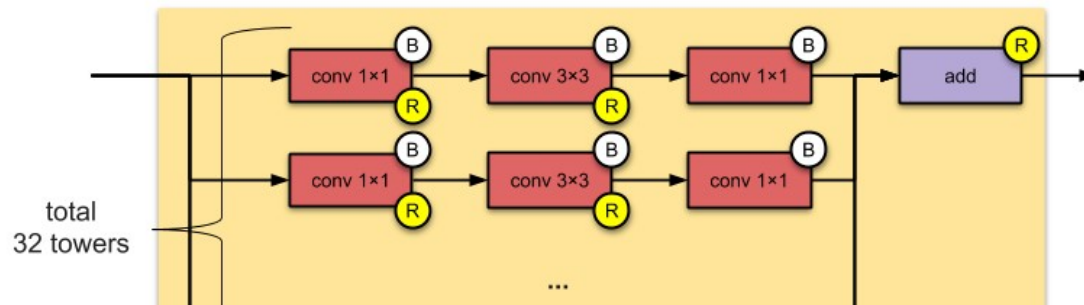 B B B R
conv 1×1 conv 3×3 conv 1×1 add
R R
B B B
conv 1×1 conv 3×3 conv 1×1
R R
total
32 towers
...